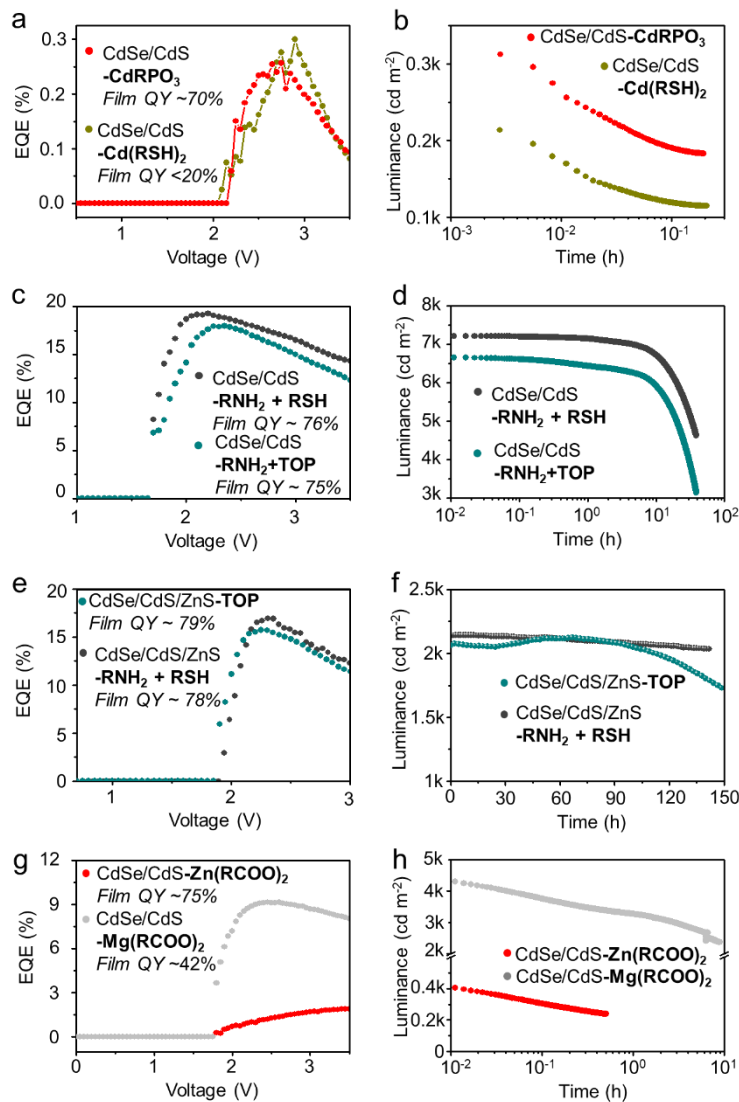 a
EQE (%)
0.3
0.2
0.1
0.0
CdSe/CdS
-CdRPO₃
Film QY ~70%
CdSe/CdS
-Cd(RSH)₂
Film QY <20%
1
2
3
Voltage (V)
b
Luminance (cd m⁻²)
0.3k
0.2k
0.1k
CdSe/CdS-CdRPO₃
CdSe/CdS
-Cd(RSH)₂
10⁻³
10⁻²
10⁻¹
Time (h)
c
EQE (%)
20
15
10
5
0
CdSe/CdS
-RNH₂ + RSH
Film QY ~ 76%
CdSe/CdS
-RNH₂+TOP
Film QY ~ 75%
1
2
3
Voltage (V)
d
Luminance (cd m⁻²)
8k
7k
6k
5k
4k
3k
CdSe/CdS
-RNH₂ + RSH
CdSe/CdS
-RNH₂+TOP
10⁻²
10⁻¹
10⁰
10¹
10²
Time (h)
e
EQE (%)
20
15
10
5
0
CdSe/CdS/ZnS-TOP
Film QY ~ 79%
CdSe/CdS/ZnS
-RNH₂ + RSH
Film QY ~ 78%
1
2
3
Voltage (V)
f
Luminance (cd m⁻²)
2.5k
2k
1.5k
1k
CdSe/CdS/ZnS-TOP
CdSe/CdS/ZnS
-RNH₂ + RSH
0
30
60
90
120
150
Time (h)
g
EQE (%)
12
9
6
3
0
CdSe/CdS-Zn(RCOO)₂
Film QY ~75%
CdSe/CdS
-Mg(RCOO)₂
Film QY ~42%
0
1
2
3
Voltage (V)
h
Luminance (cd m⁻²)
5k
4k
3k
2k
0.4k
0.2k
0
CdSe/CdS-Zn(RCOO)₂
CdSe/CdS-Mg(RCOO)₂
10⁻²
10⁻¹
10⁰
10¹
Time (h)